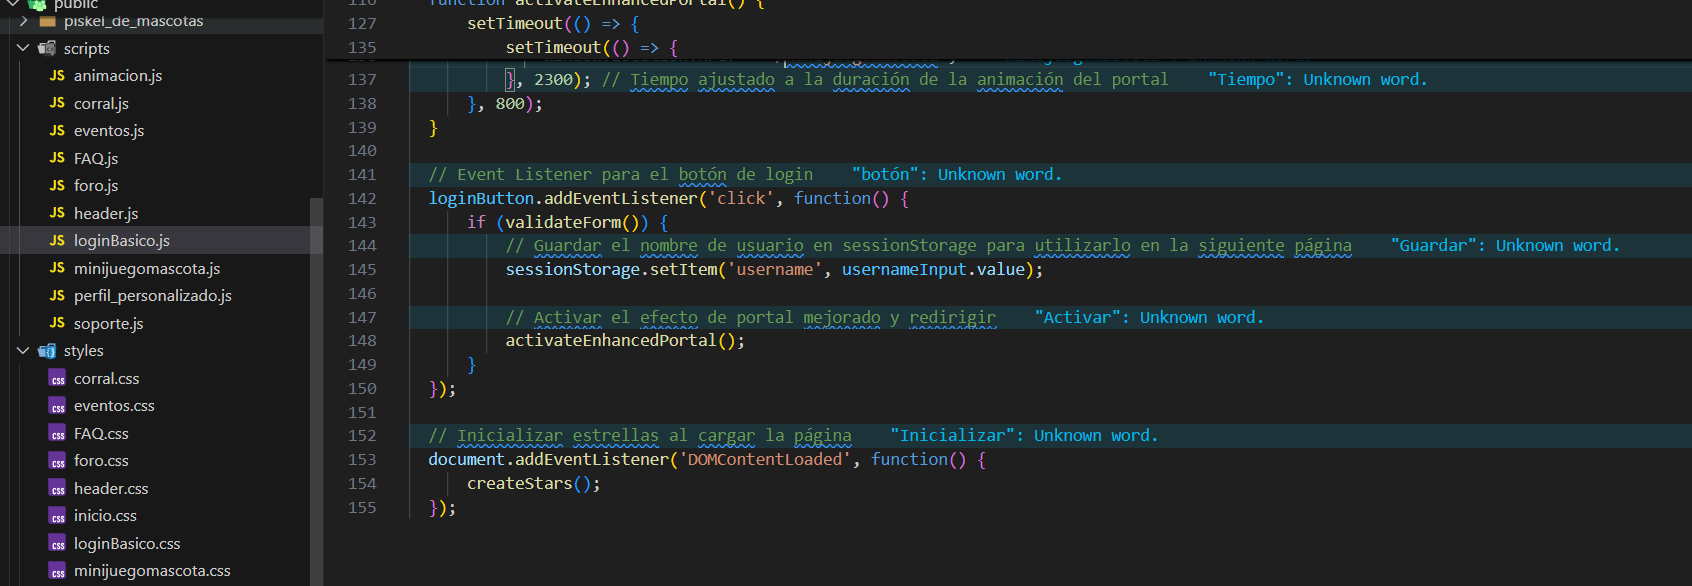 public
piskel_de_mascotas
scripts
JS animacion.js
JS corral.js
JS eventos.js
JS FAQ.js
JS foro.js
JS header.js
JS loginBasico.js
JS minijuegomascota.js
JS perfil_personalizado.js
JS soporte.js
styles
css corral.css
css eventos.css
css FAQ.css
css foro.css
css header.css
css inicio.css
css loginBasico.css
css minijuegomascota.css
116 function activateEnhancedPortal() {
127 setTimeout(() => {
135 setTimeout(() => {
137 }, 2300); // Tiempo ajustado a la duración de la animación del portal "Tiempo": Unknown word.
138 }, 800);
139 }
140
141 // Event Listener para el botón de login "botón": Unknown word.
142 loginButton.addEventListener('click', function() {
143 if (validateForm()) {
144 // Guardar el nombre de usuario en sessionStorage para utilizarlo en la siguiente página "Guardar": Unknown word.
145 sessionStorage.setItem('username', usernameInput.value);
146
147 // Activar el efecto de portal mejorado y redirigir "Activar": Unknown word.
148 activateEnhancedPortal();
149 }
150 });
151
152 // Inicializar estrellas al cargar la página "Inicializar": Unknown word.
153 document.addEventListener('DOMContentLoaded', function() {
154 createStars();
155 });